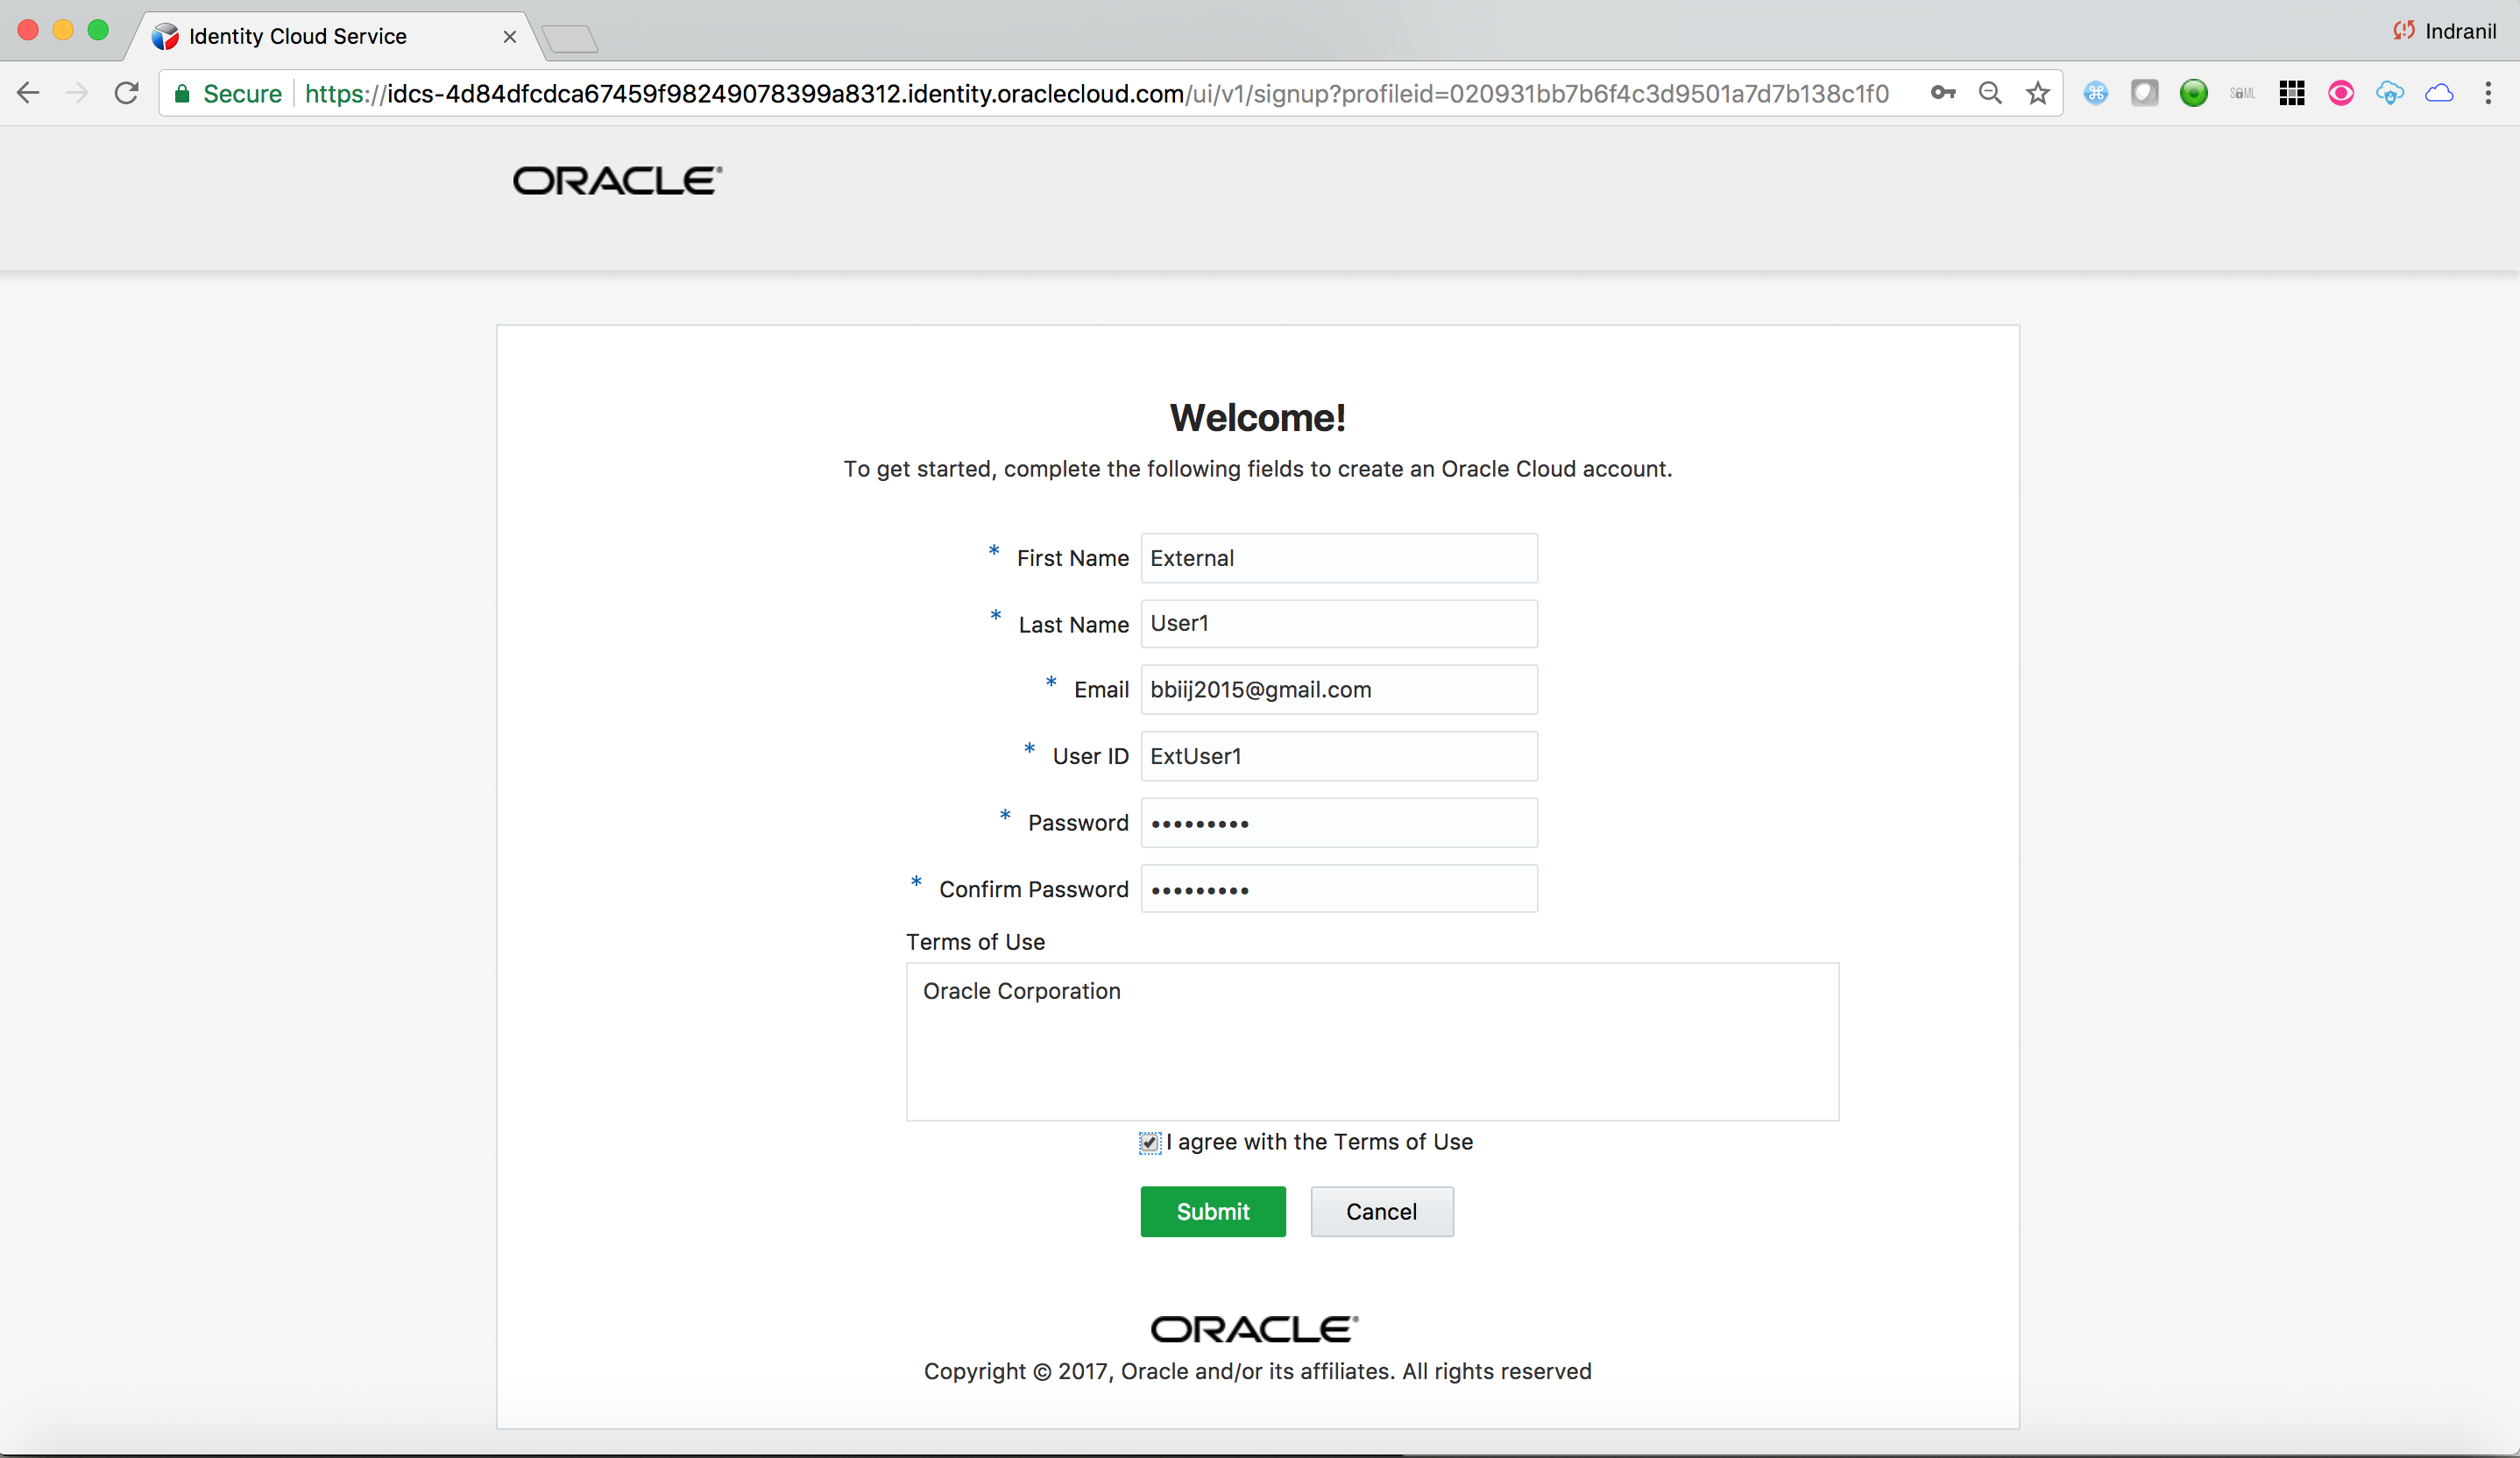 Identity Cloud Service
Indranil
Secure https://idcs-4d84dfcdca67459f98249078399a8312.identity.oraclecloud.com/ui/v1/signup?profileid=020931bb7b6f4c3d9501a7d7b138c1f0
SAML
ORACLE
Welcome!
To get started, complete the following fields to create an Oracle Cloud account.
* First Name External
* Last Name User1
* Email bbiij2015@gmail.com
* User ID ExtUser1
* Password •••••••••
* Confirm Password •••••••••
Terms of Use
Oracle Corporation
I agree with the Terms of Use
Submit Cancel
ORACLE
Copyright © 2017, Oracle and/or its affiliates. All rights reserved